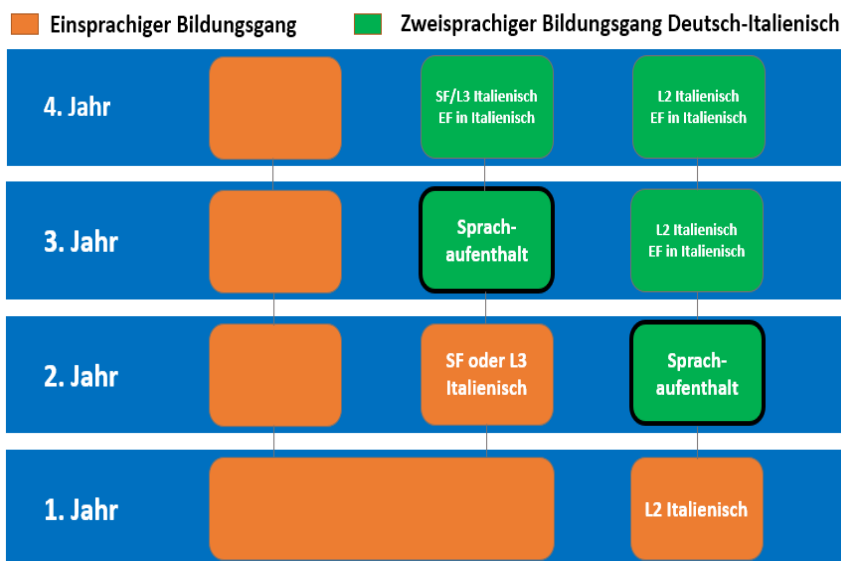 Einsprachiger Bildungsgang
Zweisprachiger Bildungsgang Deutsch-Italienisch
4. Jahr
SF/L3 Italienisch
EF in Italienisch
L2 Italienisch
EF in Italienisch
3. Jahr
Sprach-
aufenthalt
L2 Italienisch
EF in Italienisch
2. Jahr
SF oder L3
Italienisch
Sprach-
aufenthalt
1. Jahr
L2 Italienisch